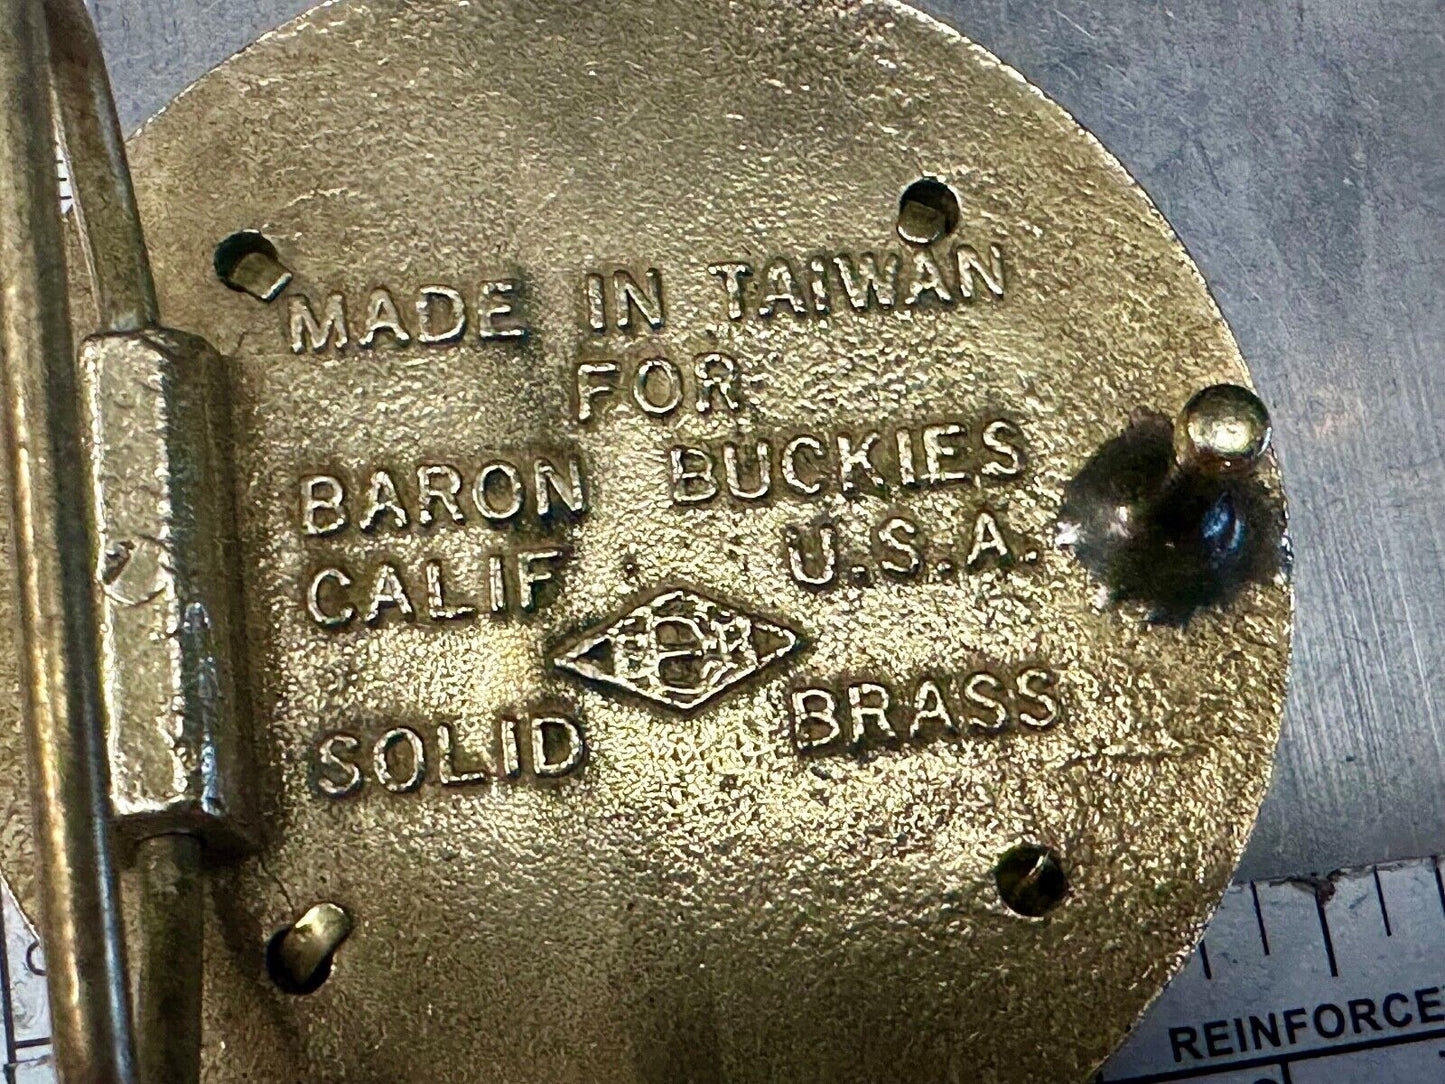 MADE IN TAIWAN
FOR
BARON BUCKIES
CALIF. U.S.A.
SOLID BRASS
REINFORCE